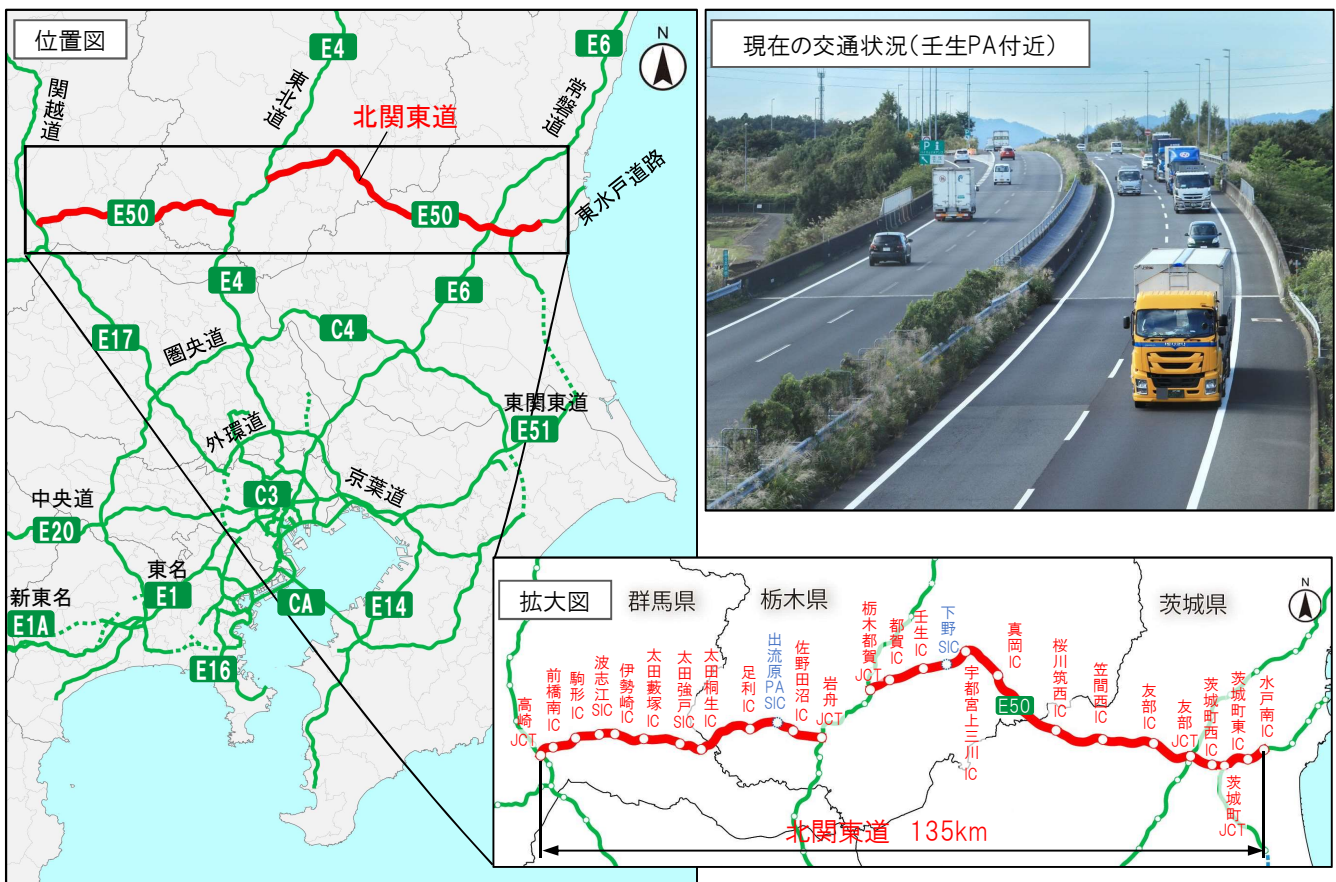 位置図
N
E4
E6
関越道
東北道
常磐道
北関東道
東水戸道路
E50
E50
E4
E6
E17
C4
圏央道
東関東道
E51
外環道
京葉道
C3
中央道
E20
東名
E1
新東名
E1A
CA
E14
E16
現在の交通状況(壬生PA付近)
P
拡大図
群馬県
栃木県
茨城県
N
高崎JCT
前橋南IC
駒形IC
波志江SIC
伊勢崎IC
太田藪塚IC
太田強戸SIC
太田桐生IC
足利IC
出流原PASIC
佐野田沼IC
岩舟JCT
栃木都賀JCT
都賀IC
壬生IC
下野SIC
宇都宮上三川IC
真岡IC
E50
桜川筑西IC
笠間西IC
友部IC
友部JCT
茨城町西IC
茨城町JCT
茨城町東IC
水戸南IC
北関東道 135km